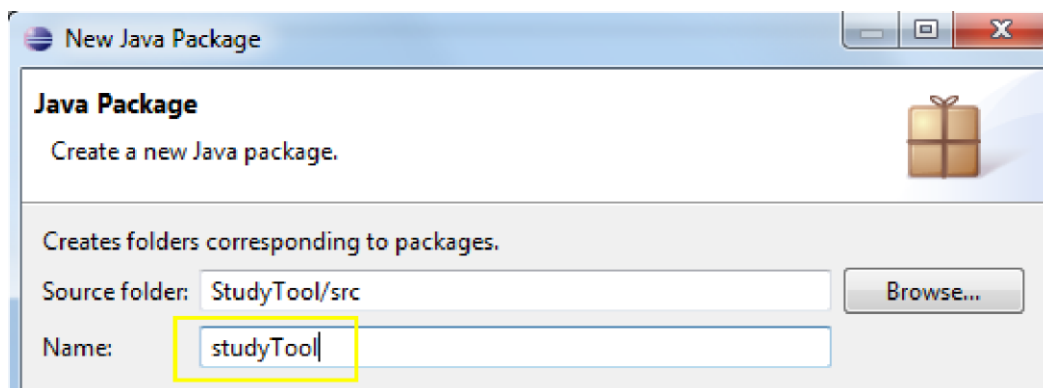 New Java Package
Java Package
Create a new Java package.
Creates folders corresponding to packages.
Source folder: StudyTool/src Browse...
Name: studyTool